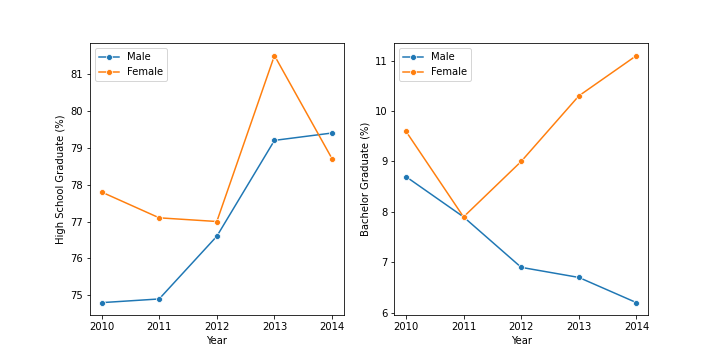 Male
Female
81
80
79
78
77
76
75
High School Graduate (%)
2010 2011 2012 2013 2014
Year
Male
Female
11
10
9
8
7
6
Bachelor Graduate (%)
2010 2011 2012 2013 2014
Year